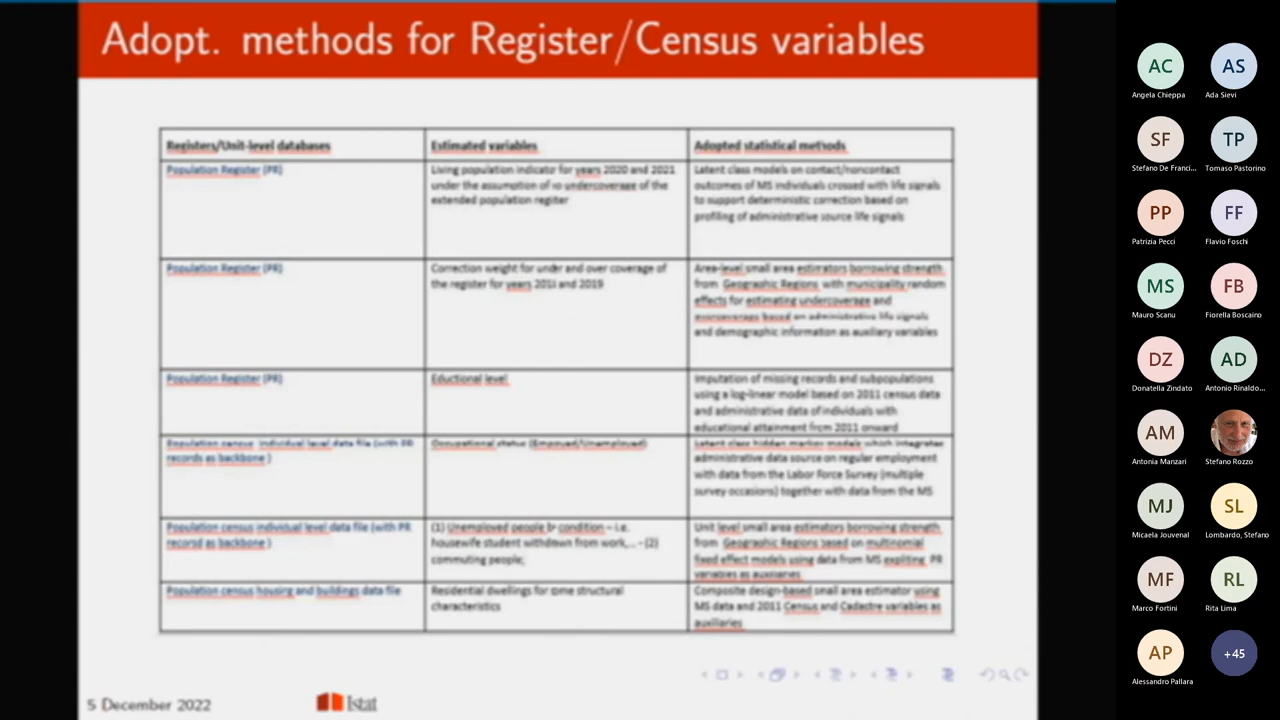 Adopt. methods for Register/Census variables
Registers/Unit-level databases
Estimated variables
Adopted statistical methods
Population Register (PR)
Living population indicator for years 2020 and 2021
under the assumption of no undercoverage of the
extended population register
Latent class models on contact/noncontact
outcomes of MS individuals crossed with life signals
to support deterministic correction based on
profiling of administrative source life signals
Population Register (PR)
Correction weight for under and over coverage of
the register for years 2018 and 2019
Area-level small area estimators borrowing strength
from Geographic Regions with municipality random
effects for estimating undercoverage and
overcoverage based on administrative life signals
and demographic information as auxiliary variables
Population Register (PR)
Eductional level
Imputation of missing records and subpopulations
using a log-linear model based on 2011 census data
and administrative data of individuals with
educational attainment from 2011 onward
Population census individual level data file (with PR
records as backbone )
Occupational status (Empoyed/Unemployed)
Latent class hidden markov models which integrates
administrative data source on regular employment
with data from the Labor Force Survey (multiple
survey occasions) together with data from the MS
Population census individual level data file (with PR
recorsd as backbone )
(1) Unemployed people by condition – i.e.
housewife student withdrawn from work,... – (2)
commuting people;
Unit level small area estimators borrowing strength
from Geographic Regions based on multinomial
fixed effect models using data from MS expliting PR
variables as auxiliaries
Population census housing and buildings data file
Residential dwellings for some structural
characteristics
Composite design-based small area estimator using
MS data and 2011 Census and Cadastre variables as
auxiliaries
5 December 2022
Istat
AC
AS
Angela Chieppa
Ada Sievi
SF
TP
Stefano De Franci...
Tomaso Pastorino
PP
FF
Patrizia Pecci
Flavio Foschi
MS
FB
Mauro Scanu
Fiorella Boscaino
DZ
AD
Donatella Zindato
Antonio Rinaldo...
AM
Antonia Manzari
Stefano Rozzo
MJ
SL
Micaela Jouvenal
Lombardo, Stefano
MF
RL
Marco Fortini
Rita Lima
AP
+45
Alessandro Pallara